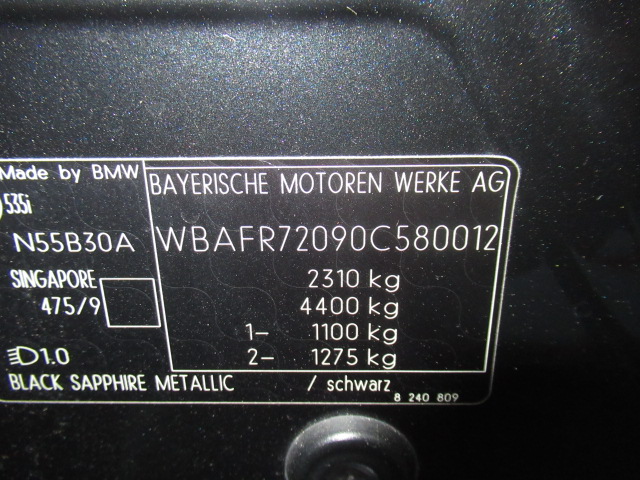 Made by BMW
535i
N55B30A
SINGAPORE
475/9
1.0
BAYERISCHE MOTOREN WERKE AG
WBAFR72090C580012
2310 kg
4400 kg
1– 1100 kg
2– 1275 kg
BLACK SAPPHIRE METALLIC / schwarz
8 240 809